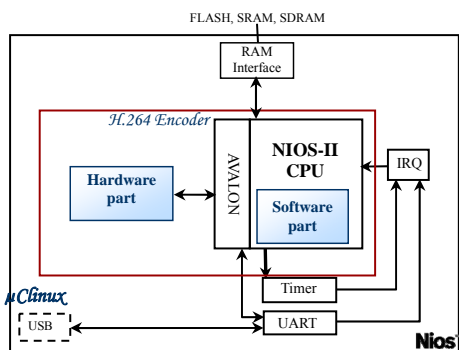 FLASH, SRAM, SDRAM
RAM
Interface
H.264 Encoder
AVALON
NIOS-II
CPU
IRQ
Hardware
part
Software
part
Timer
µClinux
USB
UART
Nios